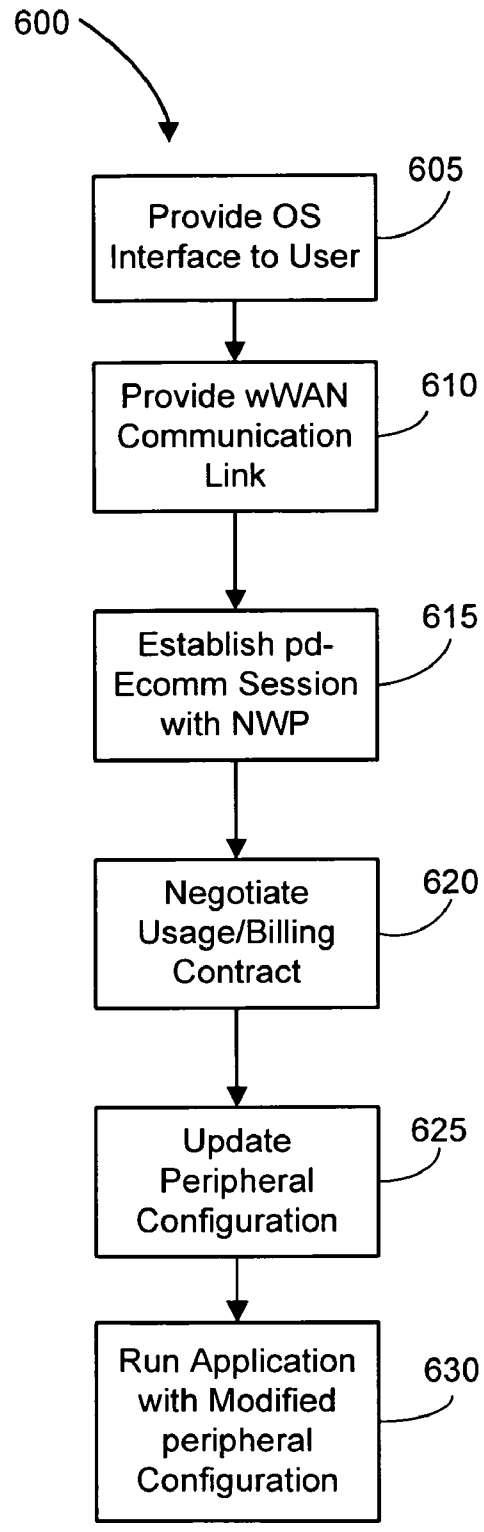 600
605
Provide OS
Interface to User
610
Provide wWAN
Communication
Link
615
Establish pd-
Ecomm Session
with NWP
620
Negotiate
Usage/Billing
Contract
625
Update
Peripheral
Configuration
630
Run Application
with Modified
peripheral
Configuration